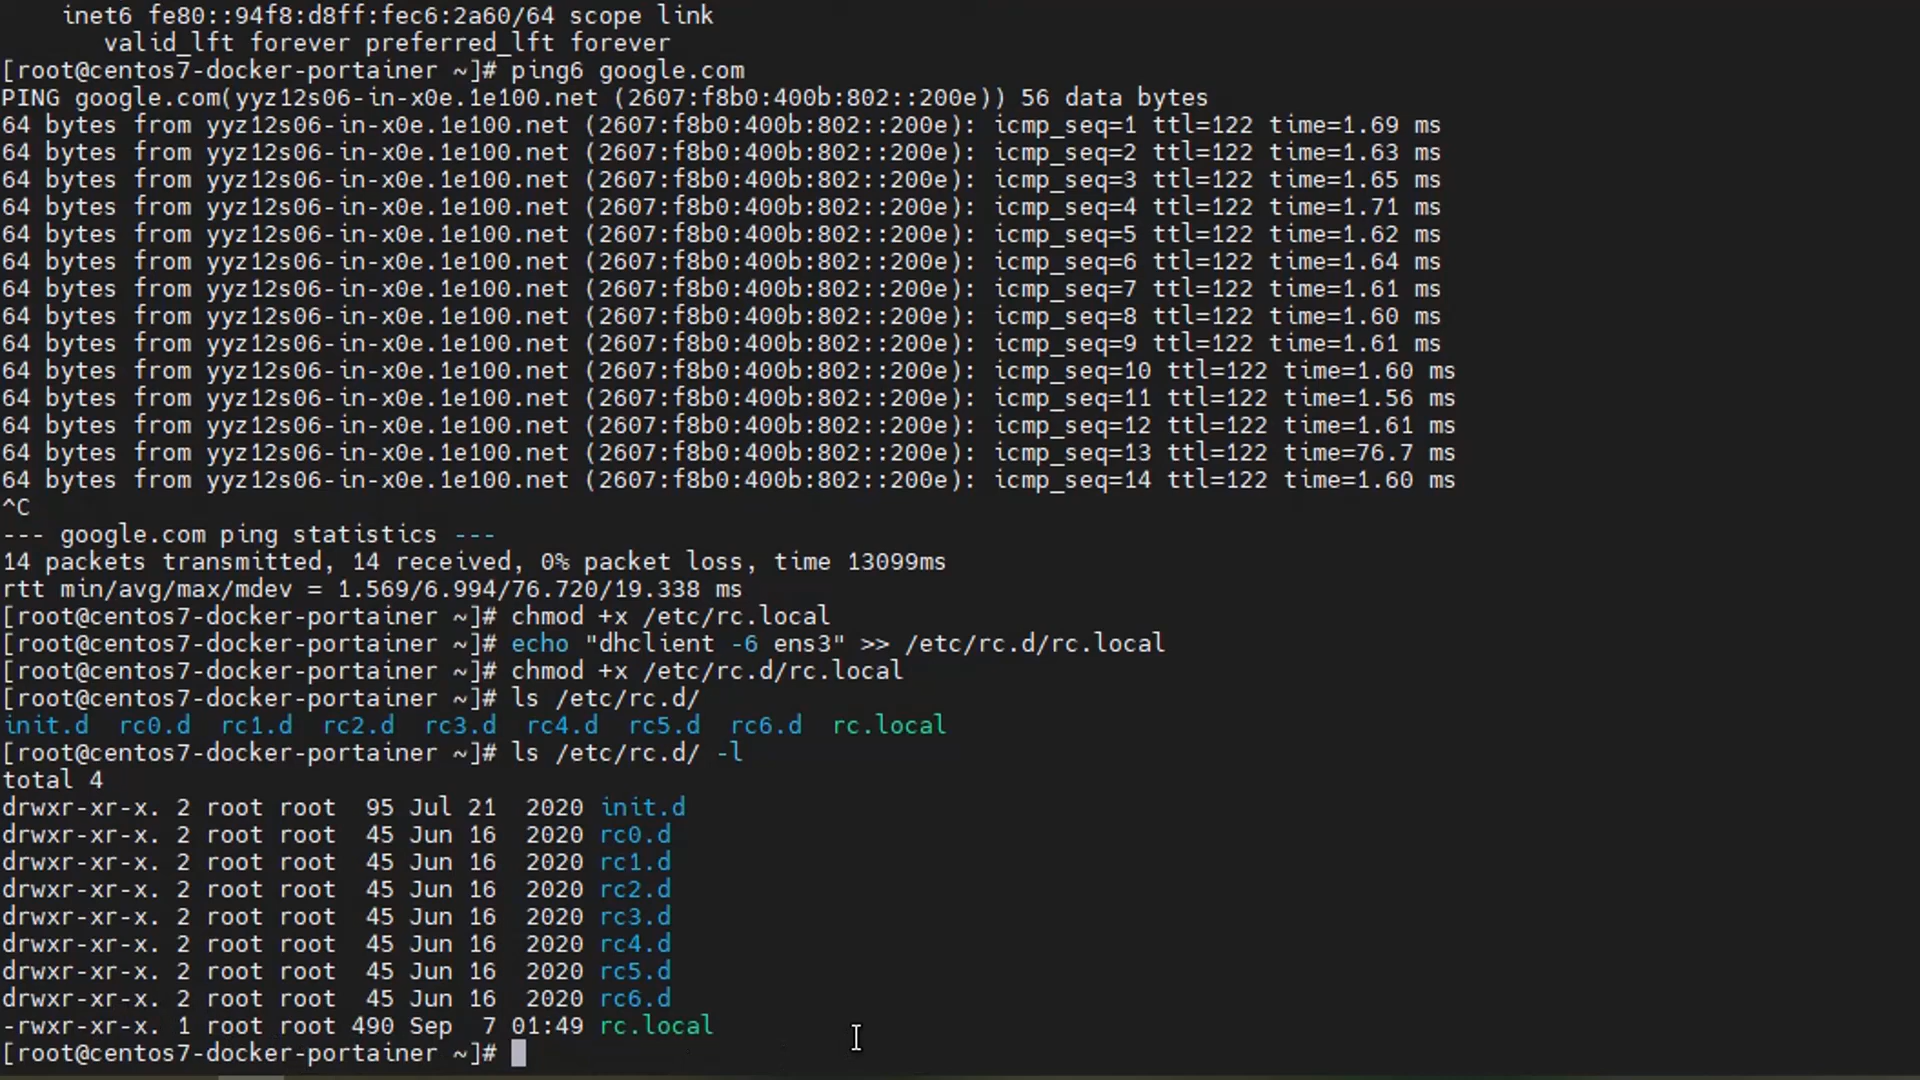 inet6 fe80::94f8:d8ff:fec6:2a60/64 scope link
valid_lft forever preferred_lft forever
[root@centos7-docker-portainer ~]# ping6 google.com
PING google.com(yyz12s06-in-x0e.1e100.net (2607:f8b0:400b:802::200e)) 56 data bytes
64 bytes from yyz12s06-in-x0e.1e100.net (2607:f8b0:400b:802::200e): icmp_seq=1 ttl=122 time=1.69 ms
64 bytes from yyz12s06-in-x0e.1e100.net (2607:f8b0:400b:802::200e): icmp_seq=2 ttl=122 time=1.63 ms
64 bytes from yyz12s06-in-x0e.1e100.net (2607:f8b0:400b:802::200e): icmp_seq=3 ttl=122 time=1.65 ms
64 bytes from yyz12s06-in-x0e.1e100.net (2607:f8b0:400b:802::200e): icmp_seq=4 ttl=122 time=1.71 ms
64 bytes from yyz12s06-in-x0e.1e100.net (2607:f8b0:400b:802::200e): icmp_seq=5 ttl=122 time=1.62 ms
64 bytes from yyz12s06-in-x0e.1e100.net (2607:f8b0:400b:802::200e): icmp_seq=6 ttl=122 time=1.64 ms
64 bytes from yyz12s06-in-x0e.1e100.net (2607:f8b0:400b:802::200e): icmp_seq=7 ttl=122 time=1.61 ms
64 bytes from yyz12s06-in-x0e.1e100.net (2607:f8b0:400b:802::200e): icmp_seq=8 ttl=122 time=1.60 ms
64 bytes from yyz12s06-in-x0e.1e100.net (2607:f8b0:400b:802::200e): icmp_seq=9 ttl=122 time=1.61 ms
64 bytes from yyz12s06-in-x0e.1e100.net (2607:f8b0:400b:802::200e): icmp_seq=10 ttl=122 time=1.60 ms
64 bytes from yyz12s06-in-x0e.1e100.net (2607:f8b0:400b:802::200e): icmp_seq=11 ttl=122 time=1.56 ms
64 bytes from yyz12s06-in-x0e.1e100.net (2607:f8b0:400b:802::200e): icmp_seq=12 ttl=122 time=1.61 ms
64 bytes from yyz12s06-in-x0e.1e100.net (2607:f8b0:400b:802::200e): icmp_seq=13 ttl=122 time=76.7 ms
64 bytes from yyz12s06-in-x0e.1e100.net (2607:f8b0:400b:802::200e): icmp_seq=14 ttl=122 time=1.60 ms
^C
--- google.com ping statistics ---
14 packets transmitted, 14 received, 0% packet loss, time 13099ms
rtt min/avg/max/mdev = 1.569/6.994/76.720/19.338 ms
[root@centos7-docker-portainer ~]# chmod +x /etc/rc.local
[root@centos7-docker-portainer ~]# echo "dhclient -6 ens3" >> /etc/rc.d/rc.local
[root@centos7-docker-portainer ~]# chmod +x /etc/rc.d/rc.local
[root@centos7-docker-portainer ~]# ls /etc/rc.d/
init.d  rc0.d  rc1.d  rc2.d  rc3.d  rc4.d  rc5.d  rc6.d  rc.local
[root@centos7-docker-portainer ~]# ls /etc/rc.d/ -l
total 4
drwxr-xr-x. 2 root root  95 Jul 21  2020 init.d
drwxr-xr-x. 2 root root  45 Jun 16  2020 rc0.d
drwxr-xr-x. 2 root root  45 Jun 16  2020 rc1.d
drwxr-xr-x. 2 root root  45 Jun 16  2020 rc2.d
drwxr-xr-x. 2 root root  45 Jun 16  2020 rc3.d
drwxr-xr-x. 2 root root  45 Jun 16  2020 rc4.d
drwxr-xr-x. 2 root root  45 Jun 16  2020 rc5.d
drwxr-xr-x. 2 root root  45 Jun 16  2020 rc6.d
-rwxr-xr-x. 1 root root 490 Sep  7 01:49 rc.local
[root@centos7-docker-portainer ~]#